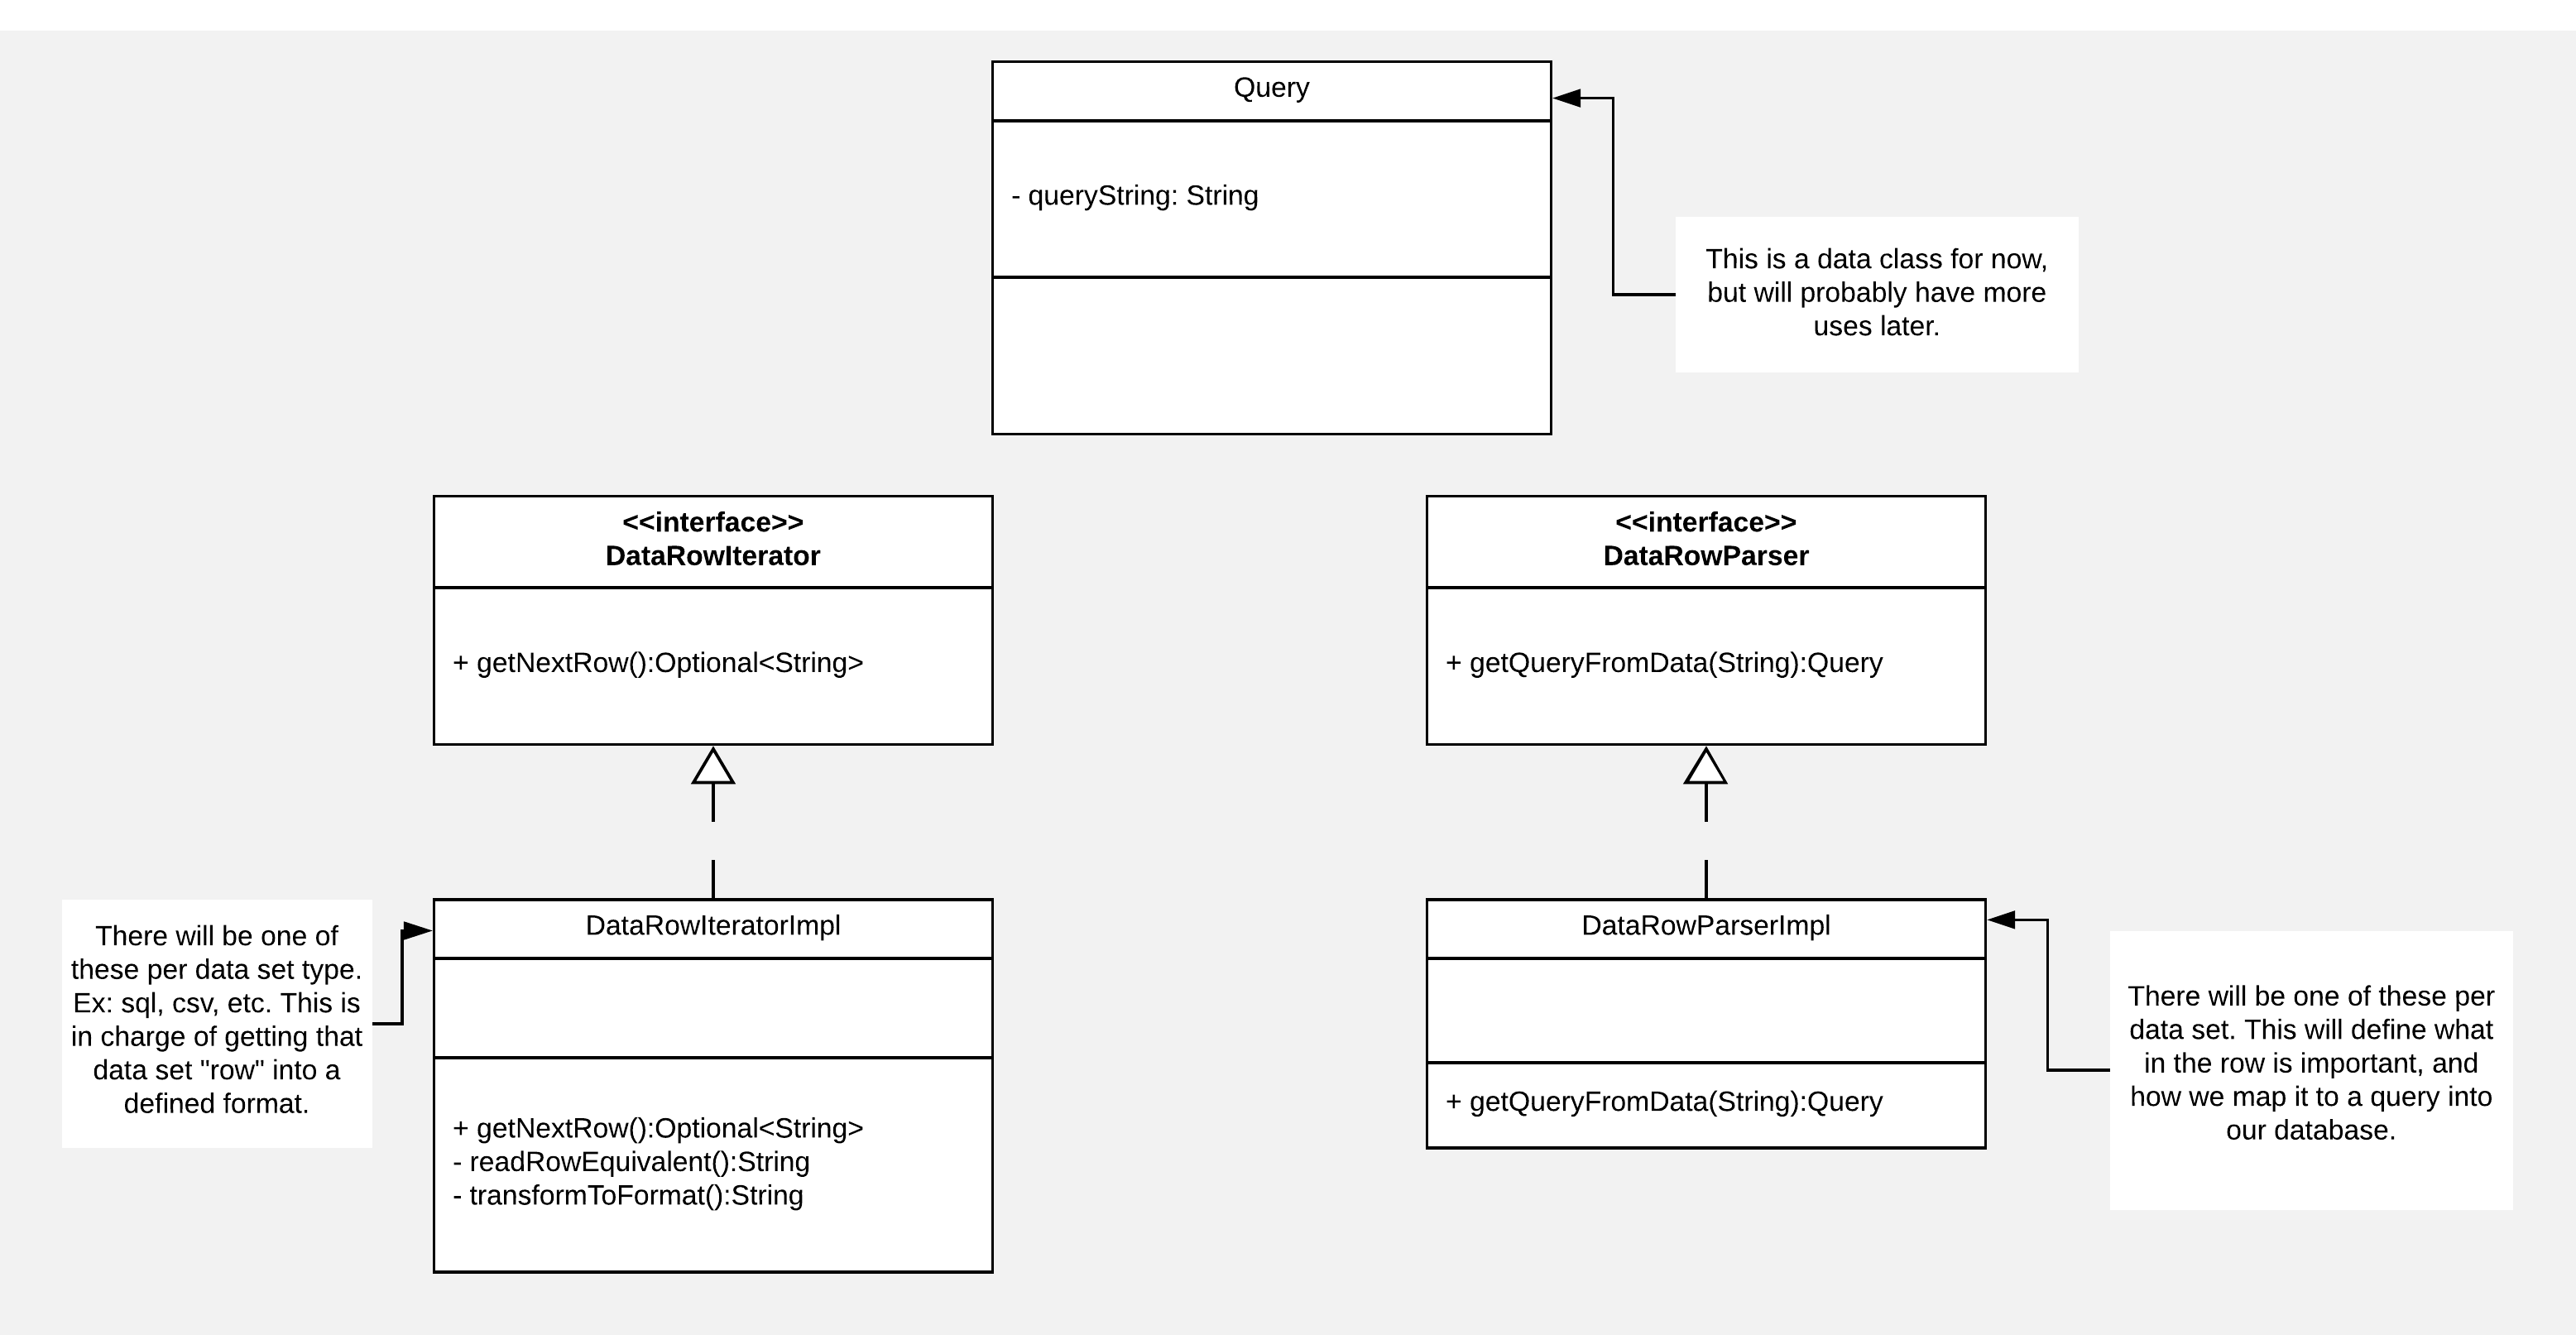 Query
- queryString: String
This is a data class for now,
but will probably have more
uses later.
<<interface>>
DataRowIterator
+ getNextRow():Optional<String>
<<interface>>
DataRowParser
+ getQueryFromData(String):Query
There will be one of
these per data set type.
Ex: sql, csv, etc. This is
in charge of getting that
data set "row" into a
defined format.
DataRowIteratorImpl
+ getNextRow():Optional<String>
- readRowEquivalent():String
- transformToFormat():String
DataRowParserImpl
+ getQueryFromData(String):Query
There will be one of these per
data set. This will define what
in the row is important, and
how we map it to a query into
our database.